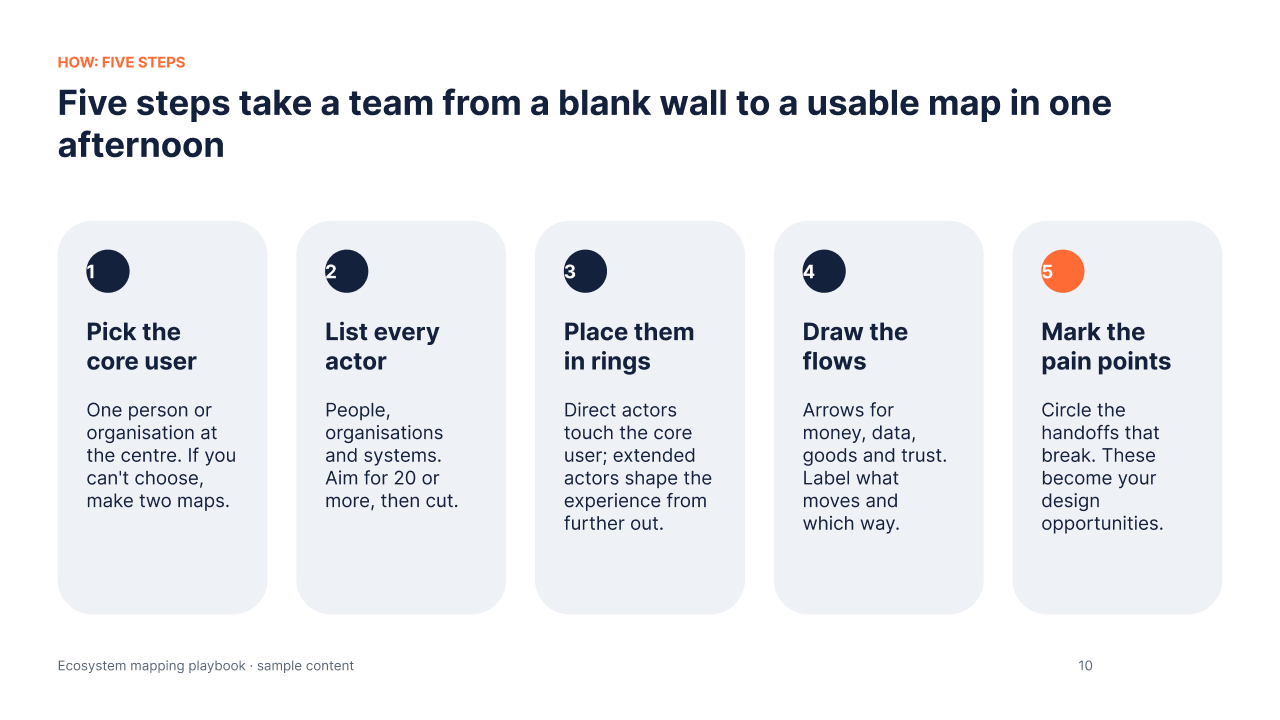 HOW: FIVE STEPS
Five steps take a team from a blank wall to a usable map in one
afternoon
1
Pick the
core user
One person or
organisation at
the centre. If you
can't choose,
make two maps.
2
List every
actor
People,
organisations
and systems.
Aim for 20 or
more, then cut.
3
Place them
in rings
Direct actors
touch the core
user; extended
actors shape the
experience from
further out.
4
Draw the
flows
Arrows for
money, data,
goods and trust.
Label what
moves and
which way.
5
Mark the
pain points
Circle the
handoffs that
break. These
become your
design
opportunities.
Ecosystem mapping playbook · sample content
10